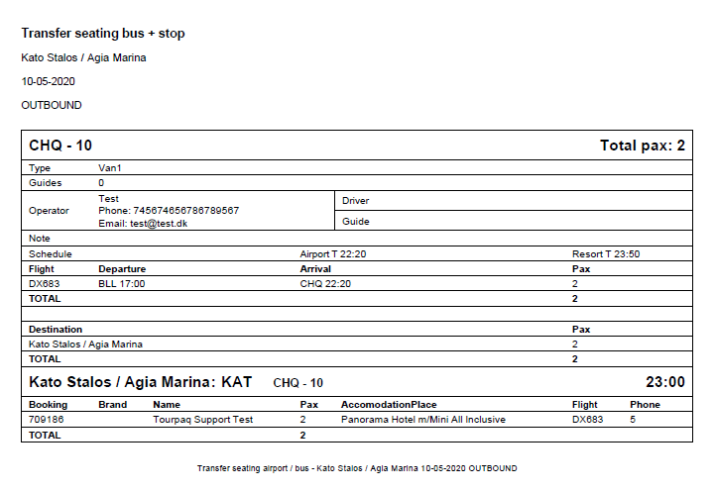 Transfer seating bus + stop
Kato Stalos / Agia Marina
10-05-2020
OUTBOUND
CHQ - 10 Total pax: 2
Type Van1
Guides 0
Operator Test
Phone: 745674656786789567
Email: test@test.dk
Driver
Guide
Note
Schedule Airport T 22:20 Resort T 23:50
Flight Departure Arrival Pax
DX683 BLL 17:00 CHQ 22:20 2
TOTAL 2
Destination Pax
Kato Stalos / Agia Marina 2
TOTAL 2
Kato Stalos / Agia Marina: KAT CHQ - 10 23:00
Booking Brand Name Pax AccomodationPlace Flight Phone
709186 Tourpaq Support Test 2 Panorama Hotel m/Mini All Inclusive DX683 5
TOTAL 2
Transfer seating airport / bus - Kato Stalos / Agia Marina 10-05-2020 OUTBOUND